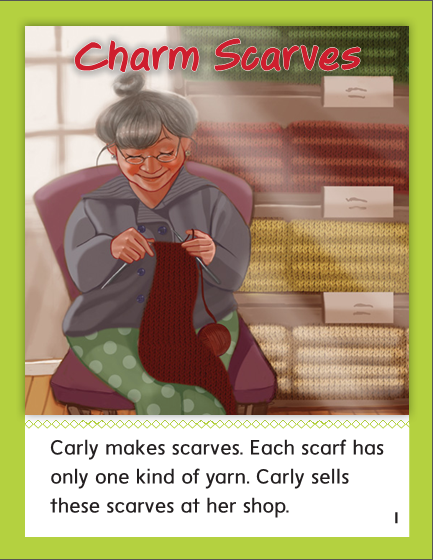 Charm Scarves
Carly makes scarves. Each scarf has
only one kind of yarn. Carly sells
these scarves at her shop.
1